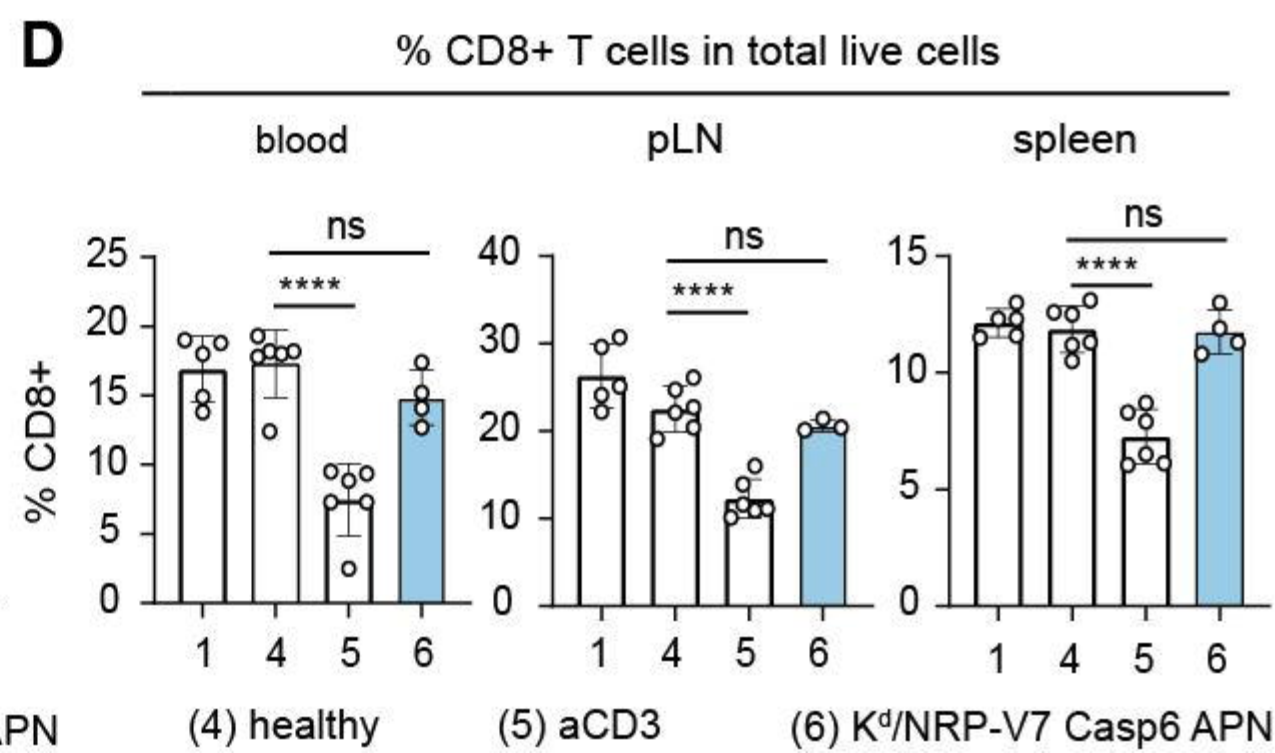 D
% CD8+ T cells in total live cells
blood pLN spleen
ns ns ns
**** **** ****
% CD8+
25 20 15 10 5 0
40 30 20 10 0
15 10 5 0
1 4 5 6 1 4 5 6 1 4 5 6
APN (4) healthy (5) aCD3 (6) Kᵈ/NRP-V7 Casp6 APN